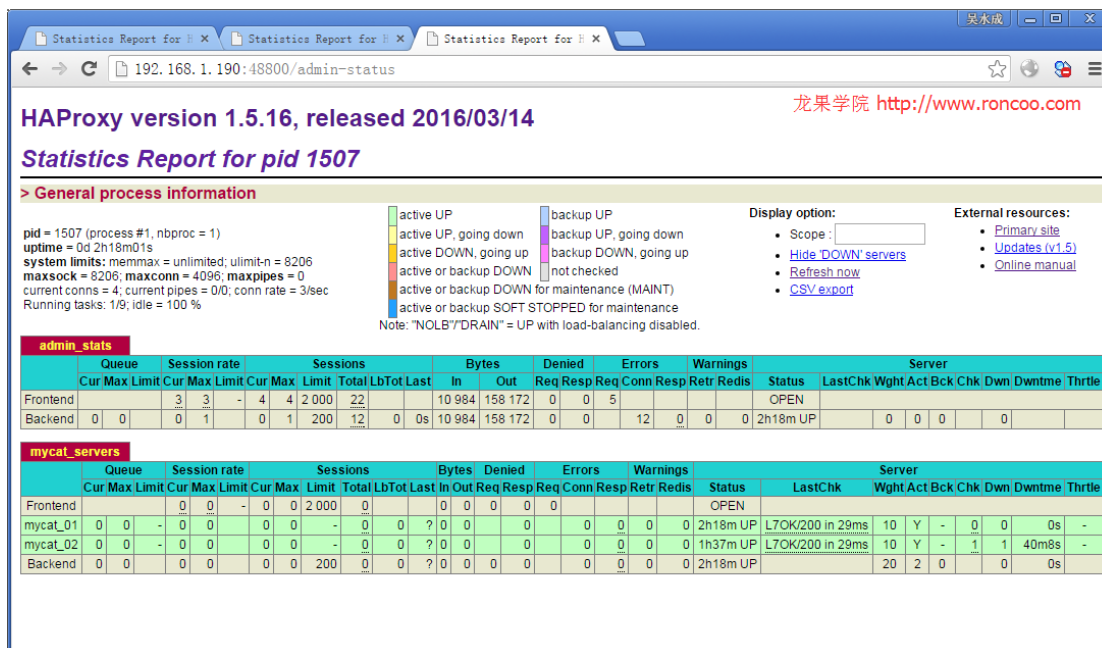 吴水成
Statistics Report for H
Statistics Report for H
Statistics Report for H
192.168.1.190:48800/admin-status
龙果学院 http://www.roncoo.com
HAProxy version 1.5.16, released 2016/03/14
Statistics Report for pid 1507
> General process information
pid = 1507 (process #1, nbproc = 1)
uptime = 0d 2h18m01s
system limits: memmax = unlimited; ulimit-n = 8206
maxsock = 8206; maxconn = 4096; maxpipes = 0
current conns = 4; current pipes = 0/0; conn rate = 3/sec
Running tasks: 1/9; idle = 100 %
active UP backup UP
active UP, going down backup UP, going down
active DOWN, going up backup DOWN, going up
active or backup DOWN not checked
active or backup DOWN for maintenance (MAINT)
active or backup SOFT STOPPED for maintenance
Note: "NOLB"/"DRAIN" = UP with load-balancing disabled.
Display option:
Scope :
Hide 'DOWN' servers
Refresh now
CSV export
External resources:
Primary site
Updates (v1.5)
Online manual
admin_stats
Queue Session rate Sessions Bytes Denied Errors Warnings Server
Cur Max Limit Cur Max Limit Cur Max Limit Total LbTot Last In Out Req Resp Req Conn Resp Retr Redis Status LastChk Wght Act Bck Chk Dwn Dwntme Thrtle
Frontend 3 3 - 4 4 2 000 22 10 984 158 172 0 0 5 OPEN
Backend 0 0 0 1 0 1 200 12 0 0s 10 984 158 172 0 0 12 0 0 0 2h18m UP 0 0 0 0
mycat_servers
Queue Session rate Sessions Bytes Denied Errors Warnings Server
Cur Max Limit Cur Max Limit Cur Max Limit Total LbTot Last In Out Req Resp Req Conn Resp Retr Redis Status LastChk Wght Act Bck Chk Dwn Dwntme Thrtle
Frontend 0 0 - 0 0 2 000 0 0 0 0 0 0 OPEN
mycat_01 0 0 - 0 0 0 0 - 0 0 ? 0 0 0 0 0 0 0 2h18m UP L7OK/200 in 29ms 10 Y - 0 0 0s -
mycat_02 0 0 - 0 0 0 0 - 0 0 ? 0 0 0 0 0 0 0 1h37m UP L7OK/200 in 29ms 10 Y - 1 1 40m8s -
Backend 0 0 0 0 0 0 200 0 0 ? 0 0 0 0 0 0 0 0 2h18m UP 20 2 0 0 0s